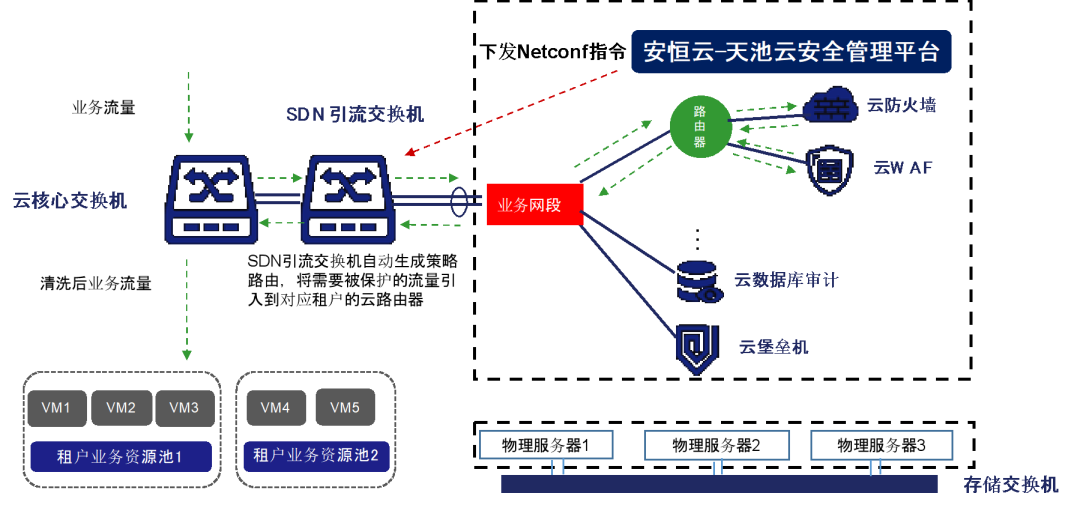 下发Netconf指令
安恒云–天池云安全管理平台
业务流量
SDN 引流交换机
路
由
器
云防火墙
云WAF
云核心交换机
业务网段
清洗后业务流量
SDN引流交换机自动生成策略
路由，将需要被保护的流量引
入到对应租户的云路由器
云数据库审计
云堡垒机
VM1
VM2
VM3
VM4
VM5
租户业务资源池1
租户业务资源池2
物理服务器1
物理服务器2
物理服务器3
存储交换机